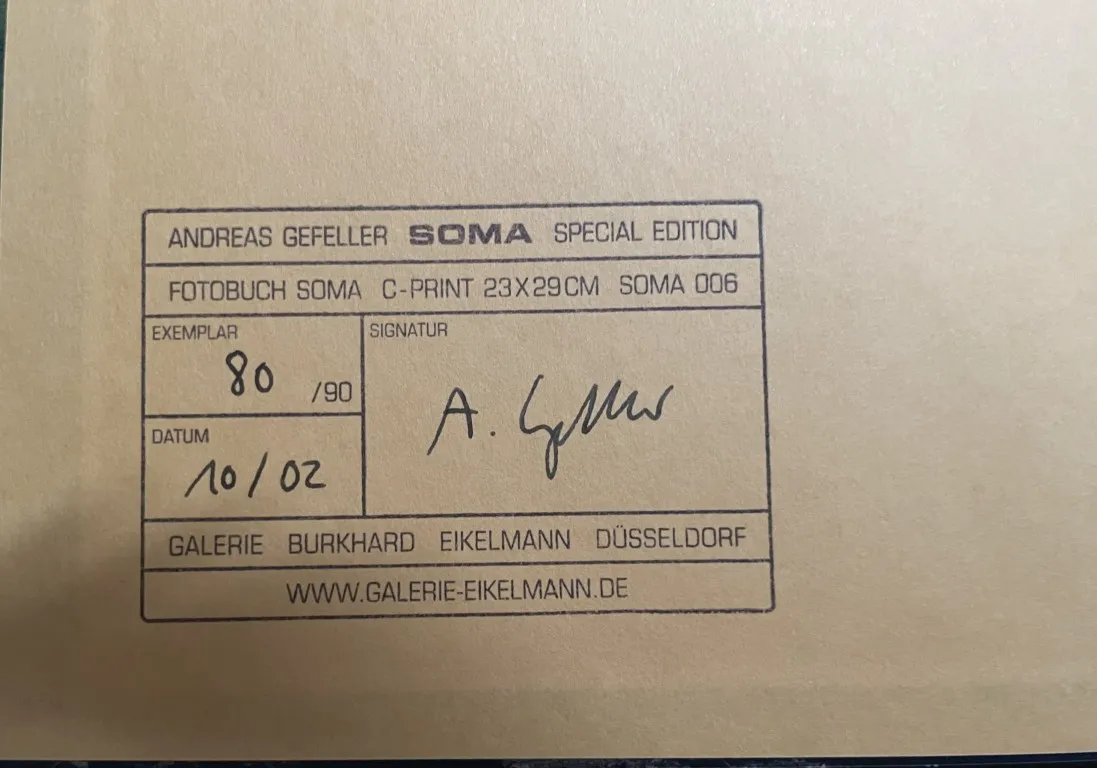 ANDREAS GEFELLER SOMA SPECIAL EDITION
FOTOBUCH SOMA C-PRINT 23X29CM SOMA 006
EXEMPLAR
80 /90
SIGNATUR
A. Gefeller
DATUM
10/02
GALERIE BURKHARD EIKELMANN DÜSSELDORF
WWW.GALERIE-EIKELMANN.DE